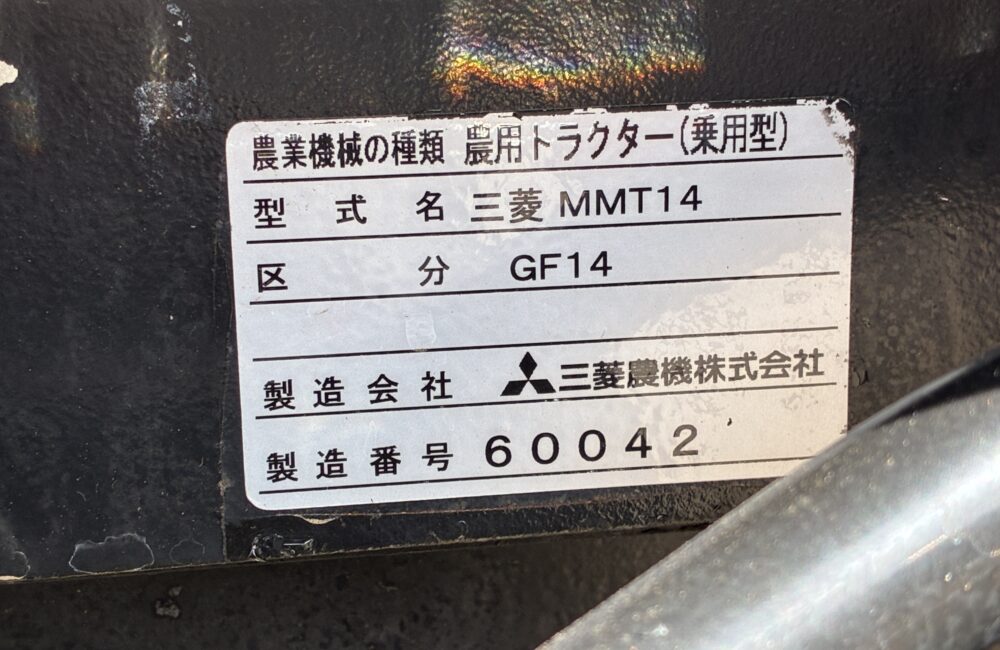 農業機械の種類 農用トラクター(乗用型)
型式名 三菱 MMT14
区分 GF14
製造会社 三菱農機株式会社
製造番号 60042